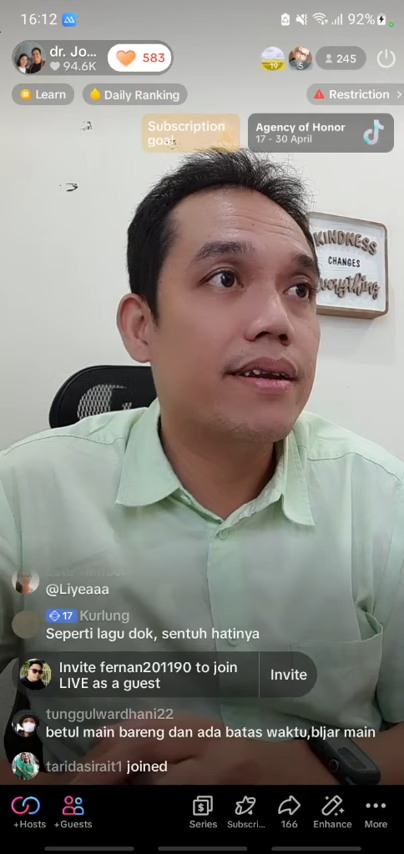 16:12
92%
dr. Jo...
94.6K
583
19
5
245
Learn
Daily Ranking
Restriction
Subscription
goal
Agency of Honor
17 - 30 April
KINDNESS
CHANGES
everything
@Liyeaaa
17 Kurlung
Seperti lagu dok, sentuh hatinya
Invite fernan201190 to join
LIVE as a guest
Invite
tunggulwardhani22
betul main bareng dan ada batas waktu,bljar main
taridasirait1 joined
+Hosts
+Guests
Series
Subscri...
166
Enhance
More